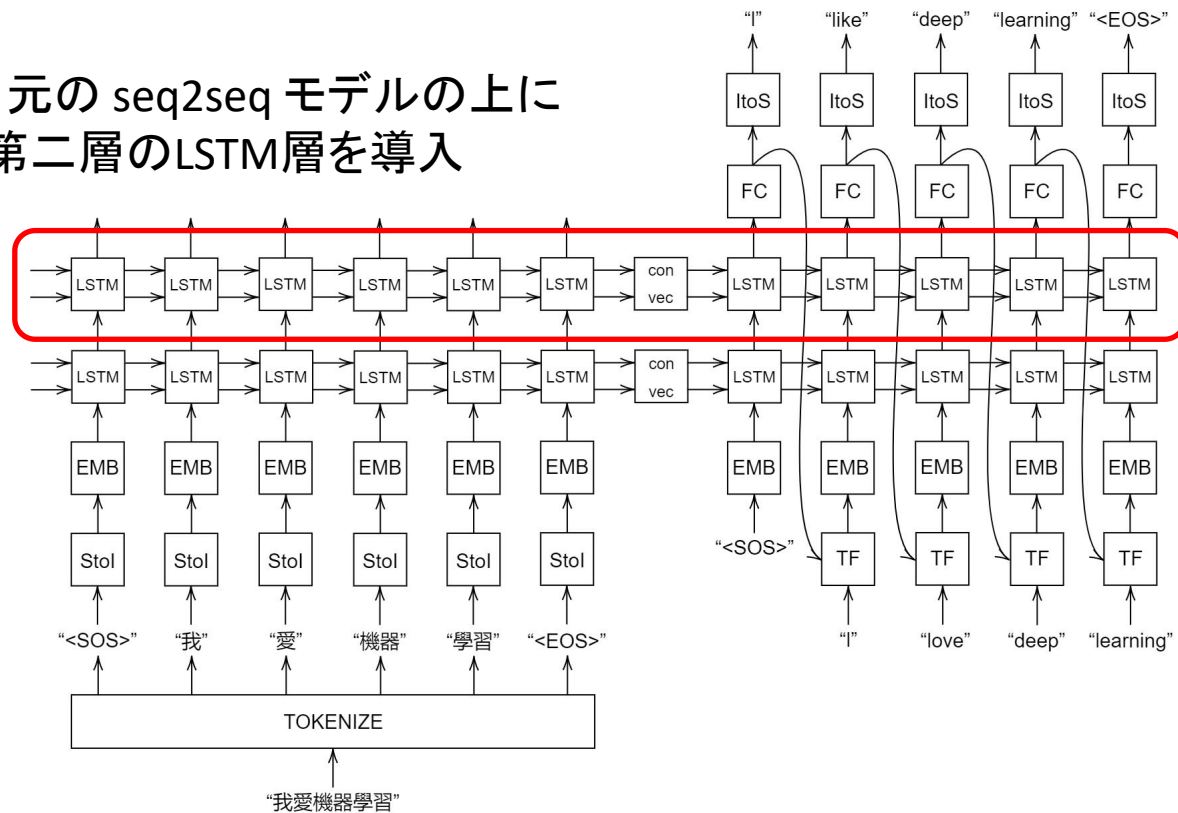 "I" "like" "deep" "learning" "<EOS>"
元の seq2seq モデルの上に
第二層のLSTM層を導入
ItoS ItoS ItoS ItoS ItoS
FC FC FC FC FC
LSTM LSTM LSTM LSTM LSTM LSTM con vec LSTM LSTM LSTM LSTM LSTM
LSTM LSTM LSTM LSTM LSTM LSTM con vec LSTM LSTM LSTM LSTM LSTM
EMB EMB EMB EMB EMB EMB EMB EMB EMB EMB EMB
StoI StoI StoI StoI StoI StoI "<SOS>" TF TF TF TF
"<SOS>" "我" "愛" "機器" "學習" "<EOS>" "I" "love" "deep" "learning"
TOKENIZE
"我愛機器學習"